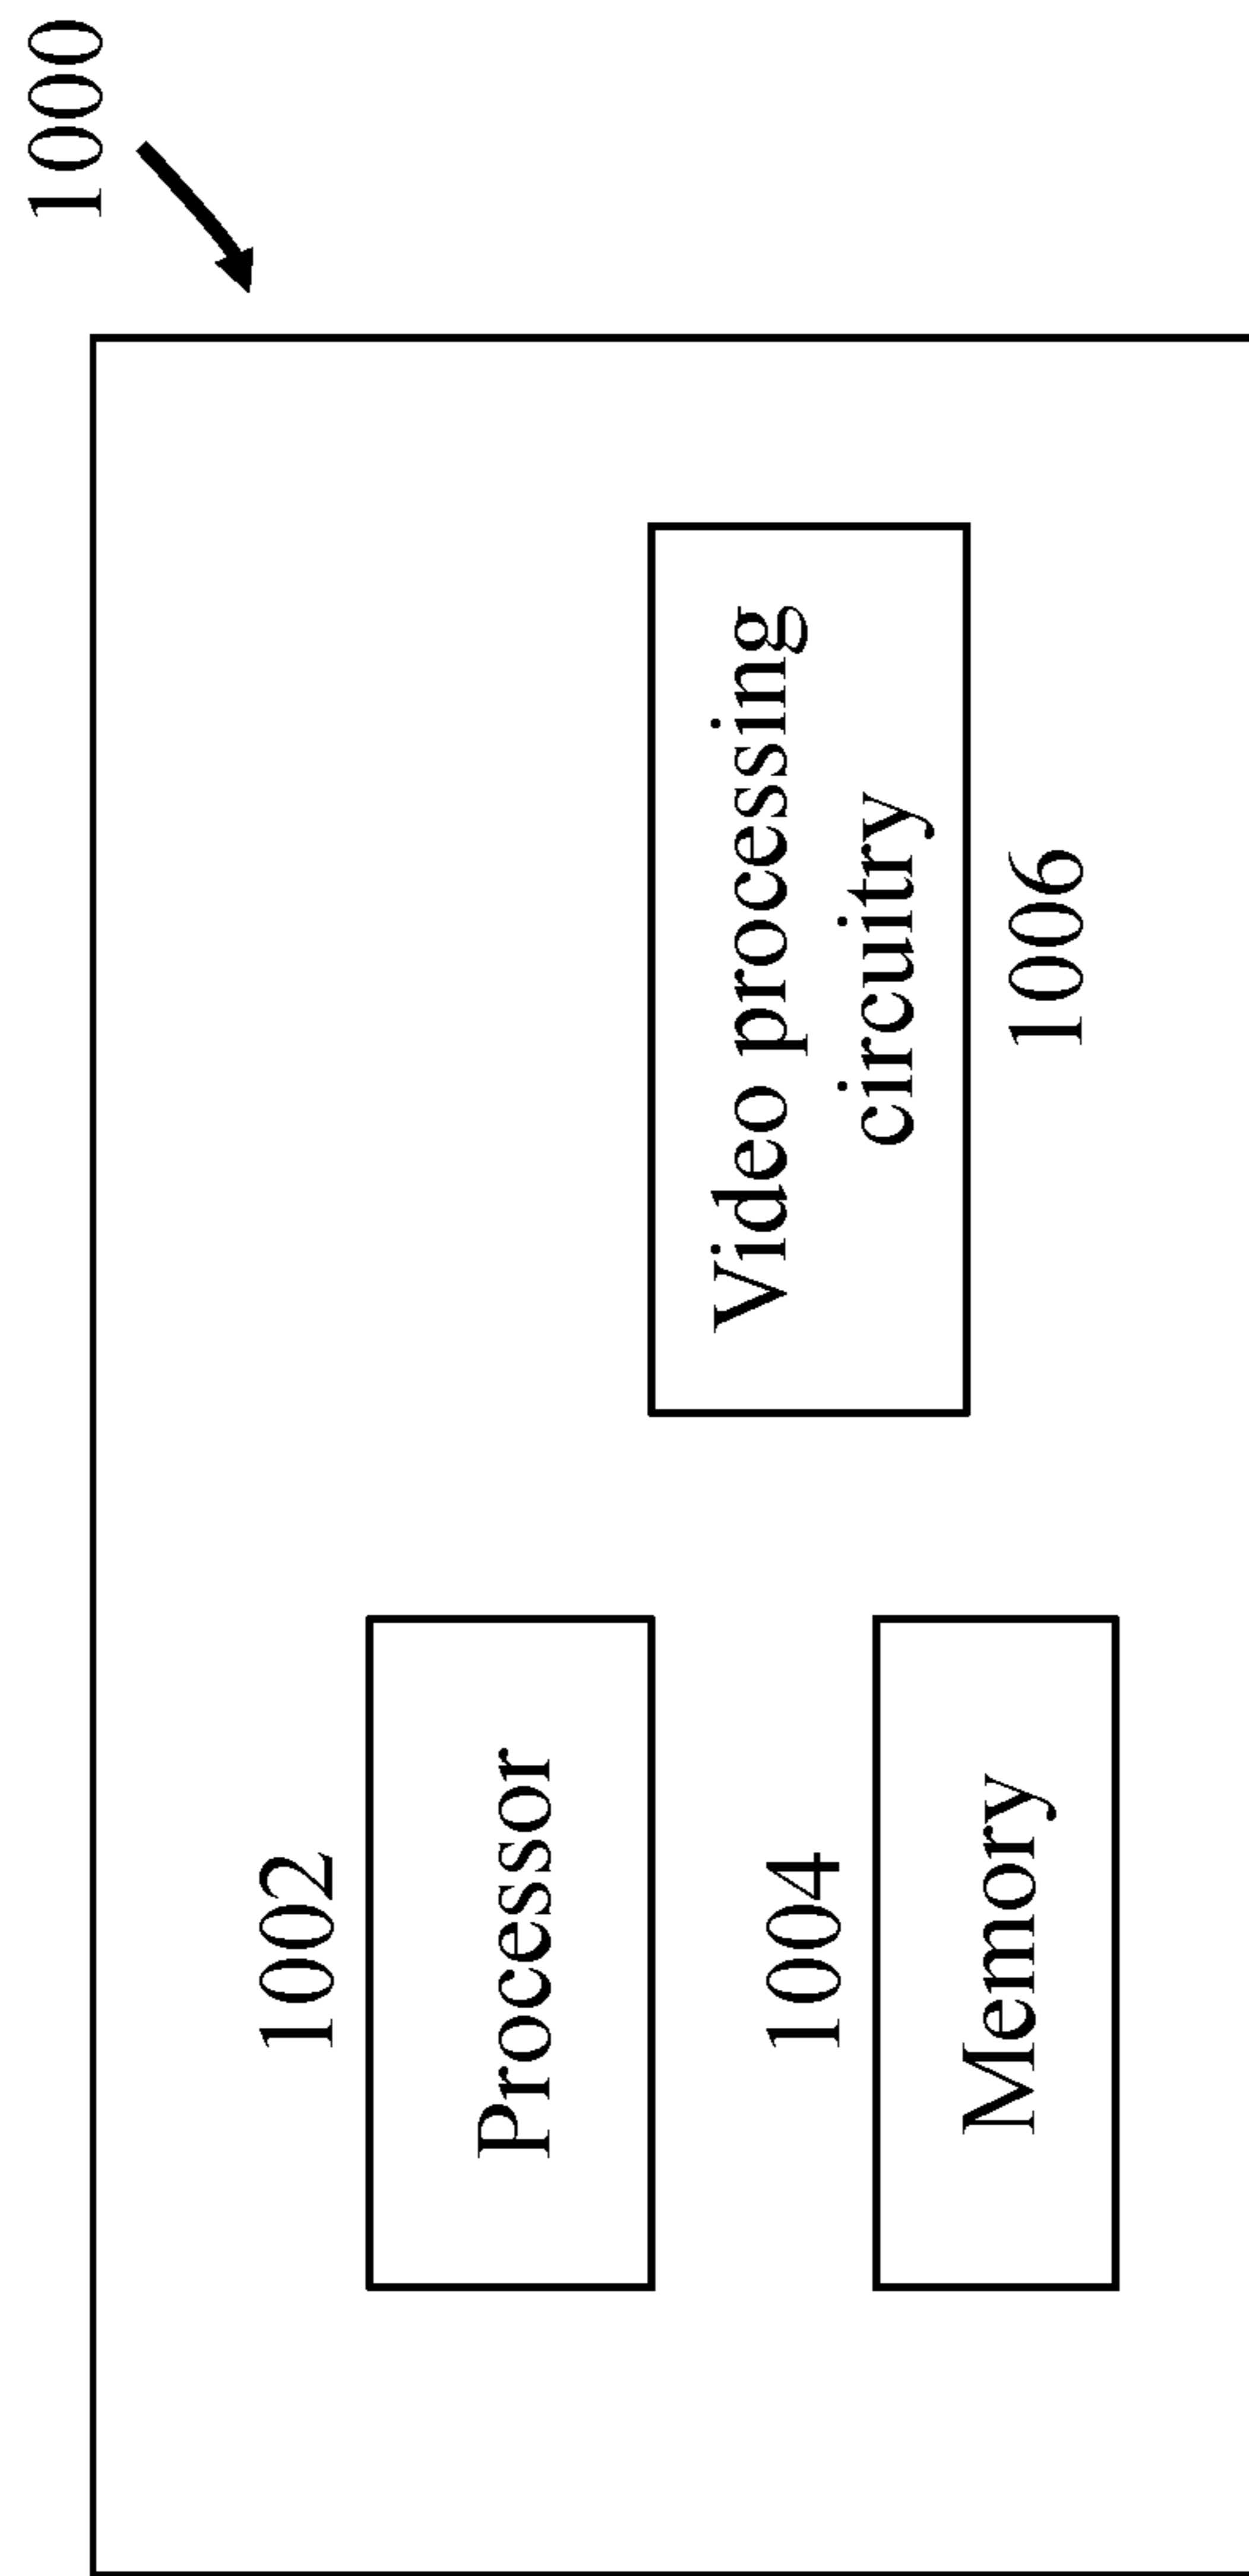 1000
1002
Processor
1004
Memory
Video processing
circuitry
1006